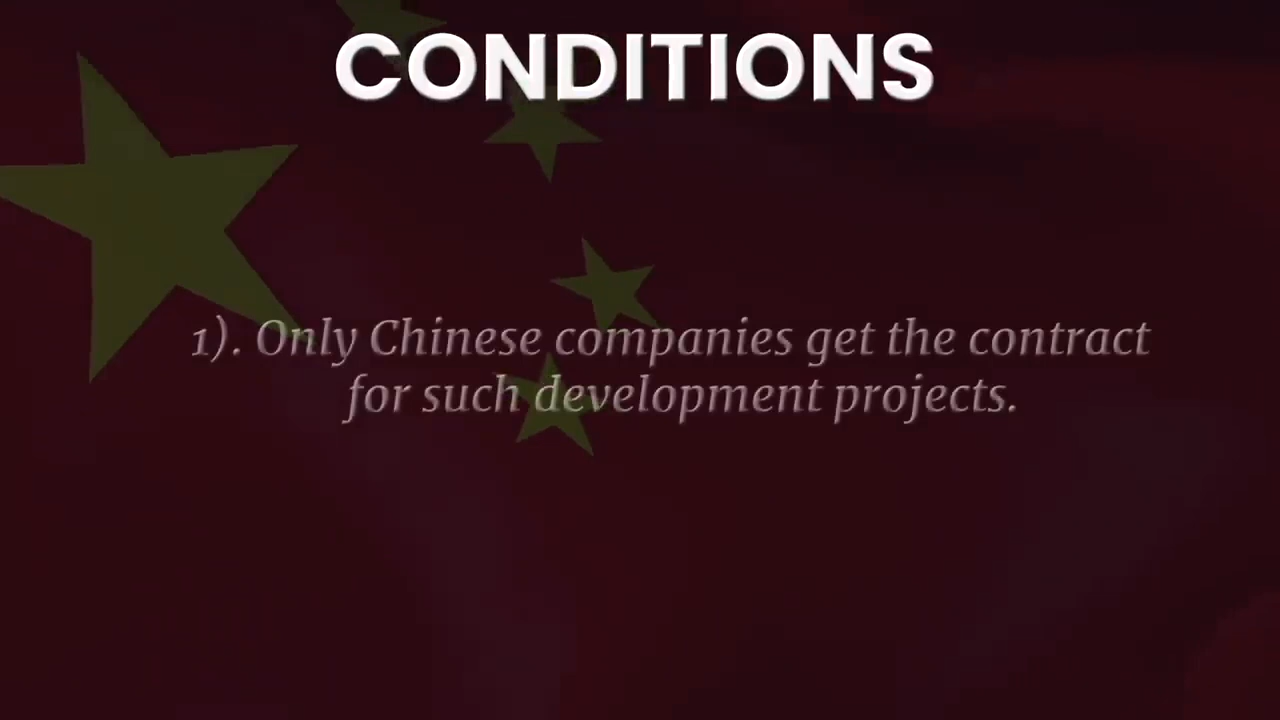 CONDITIONS
1). Only Chinese companies get the contract
for such development projects.